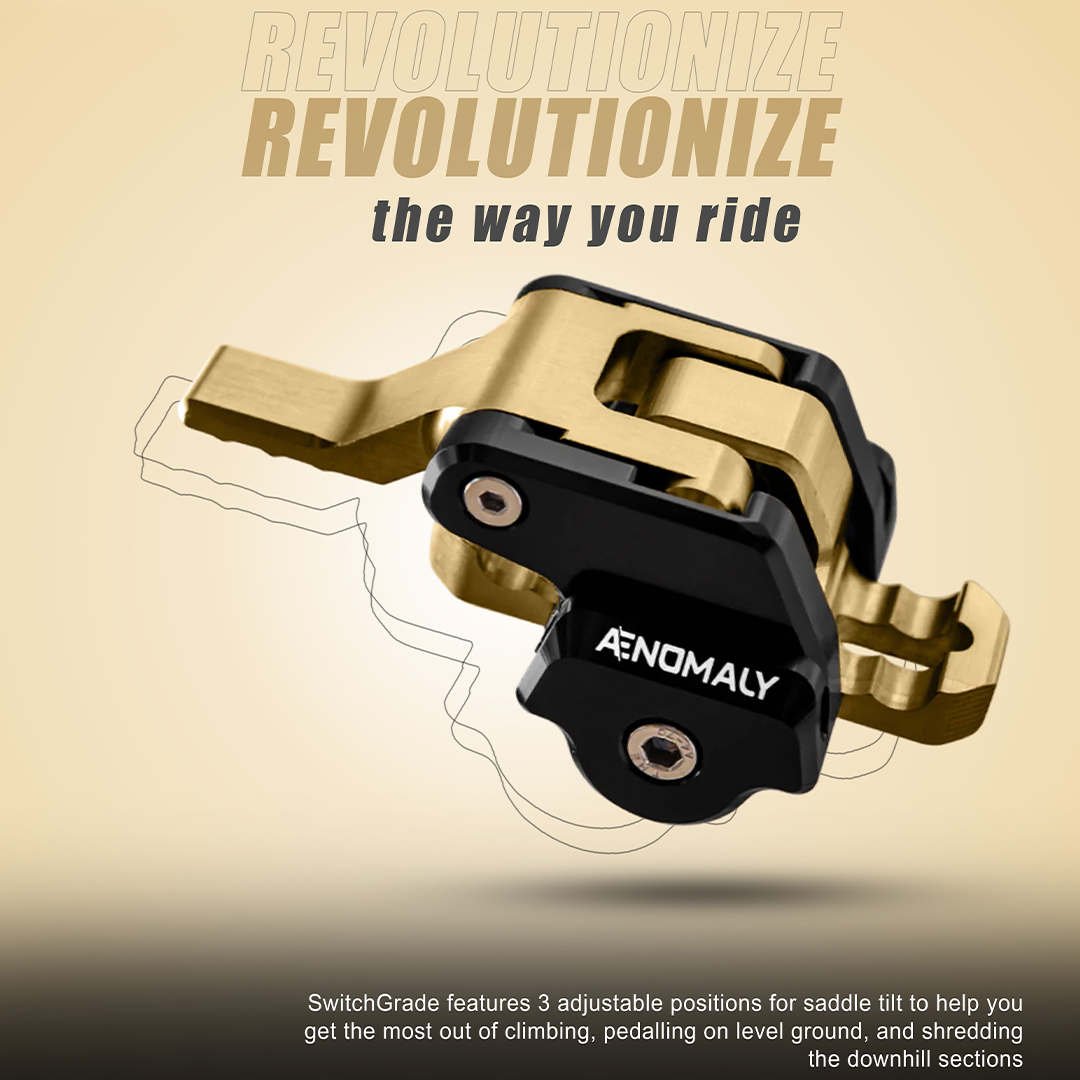 REVOLUTIONIZE
REVOLUTIONIZE
the way you ride
AENOMALY
SwitchGrade features 3 adjustable positions for saddle tilt to help you
get the most out of climbing, pedalling on level ground, and shredding
the downhill sections